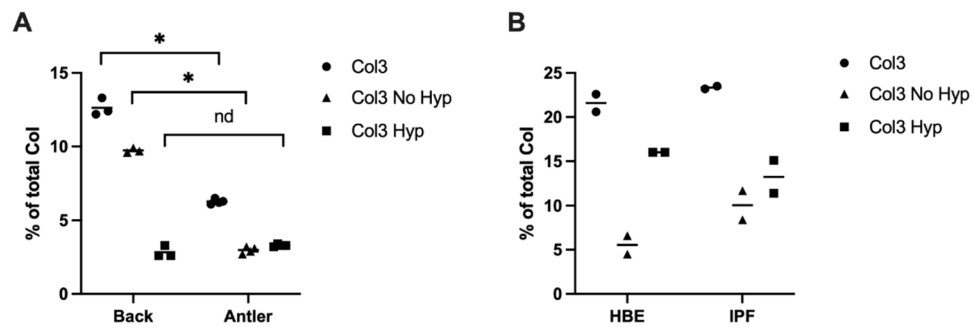 A
B
*
*
nd
15
10
5
0
% of total Col
Back
Antler
Col3
Col3 No Hyp
Col3 Hyp
25
20
15
10
5
0
% of total Col
HBE
IPF
Col3
Col3 No Hyp
Col3 Hyp